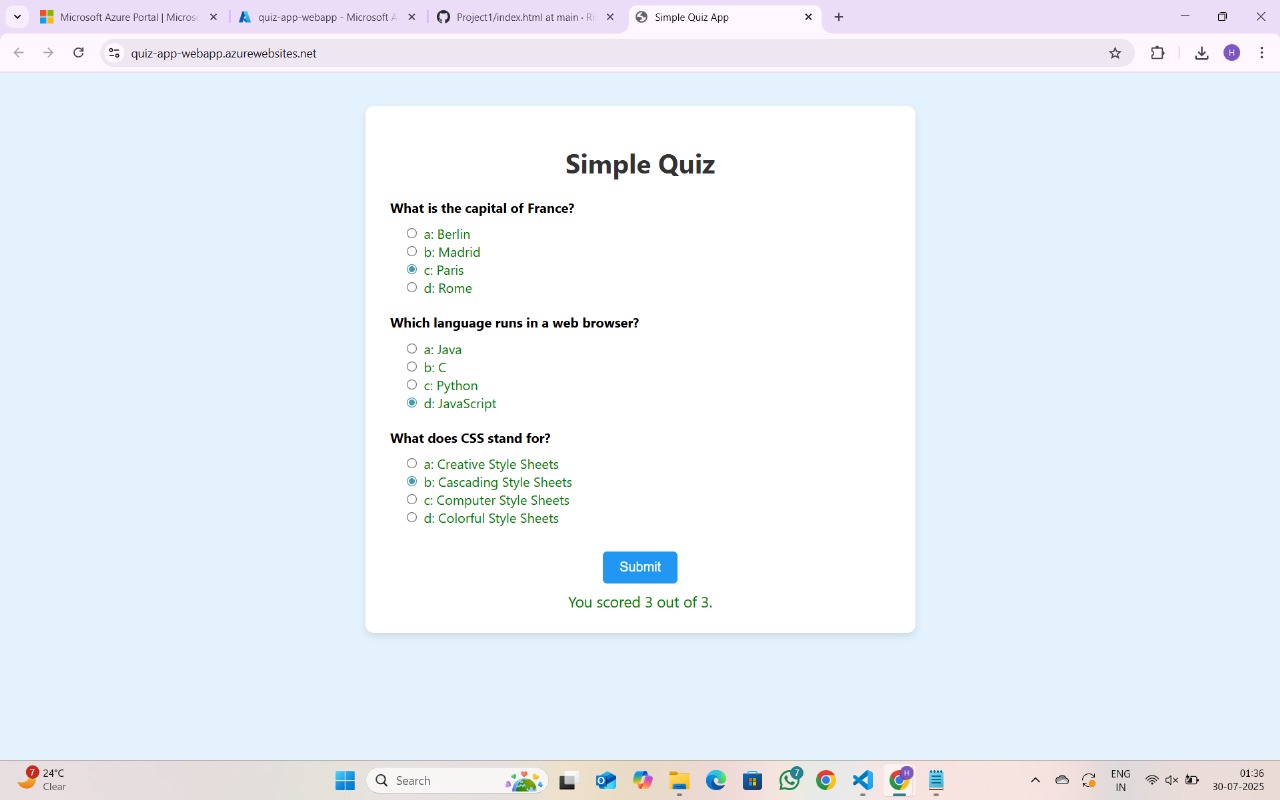 Microsoft Azure Portal | Micros
quiz-app-webapp - Microsoft A
Project1/index.html at main · Ri
Simple Quiz App
quiz-app-webapp.azurewebsites.net
H
Simple Quiz
What is the capital of France?
a: Berlin
b: Madrid
c: Paris
d: Rome
Which language runs in a web browser?
a: Java
b: C
c: Python
d: JavaScript
What does CSS stand for?
a: Creative Style Sheets
b: Cascading Style Sheets
c: Computer Style Sheets
d: Colorful Style Sheets
Submit
You scored 3 out of 3.
7
24°C
Clear
Search
7
H
ENG
IN
01:36
30-07-2025